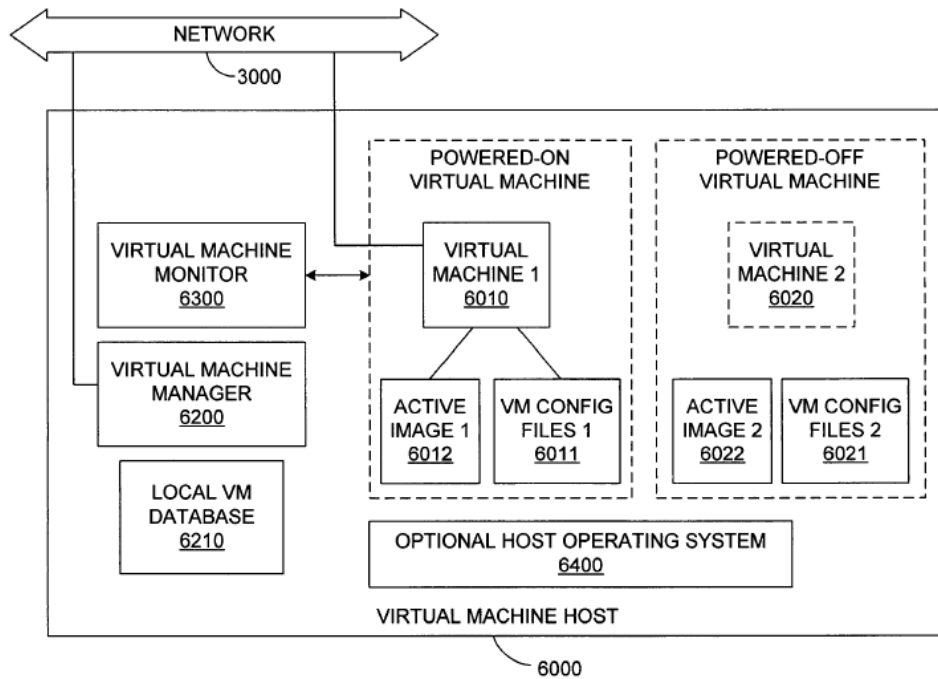 NETWORK
3000
POWERED-ON
VIRTUAL MACHINE
POWERED-OFF
VIRTUAL MACHINE
VIRTUAL MACHINE
MONITOR
6300
VIRTUAL
MACHINE 1
6010
VIRTUAL
MACHINE 2
6020
VIRTUAL MACHINE
MANAGER
6200
ACTIVE
IMAGE 1
6012
VM CONFIG
FILES 1
6011
ACTIVE
IMAGE 2
6022
VM CONFIG
FILES 2
6021
LOCAL VM
DATABASE
6210
OPTIONAL HOST OPERATING SYSTEM
6400
VIRTUAL MACHINE HOST
6000